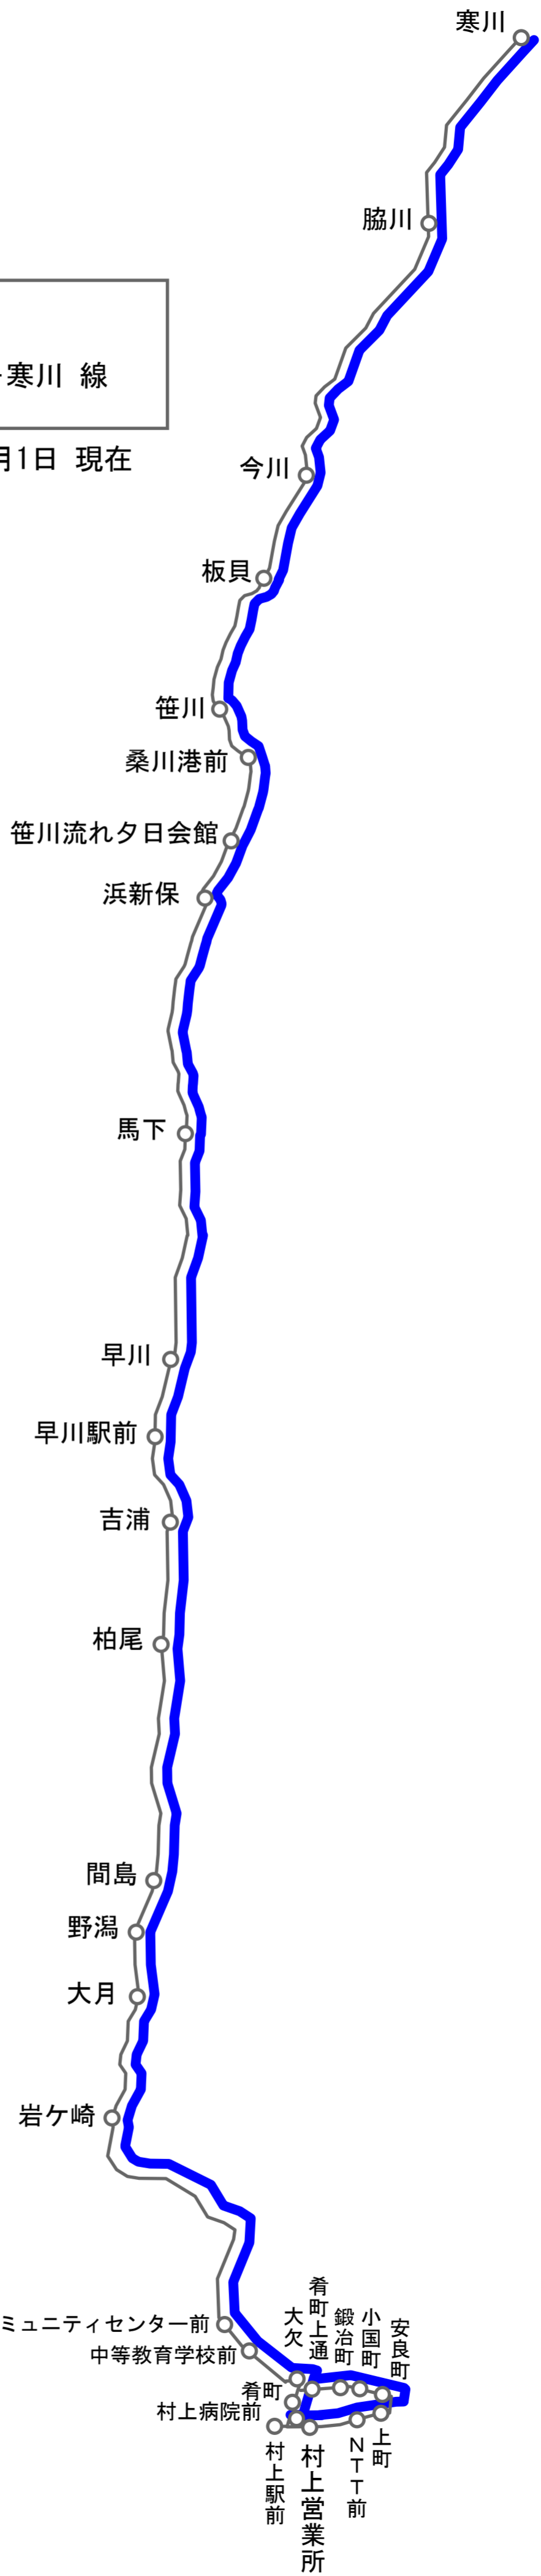 寒川
脇川
寒川 線
月1日 現在
今川
板貝
笹川
桑川港前
笹川流れ夕日会館
浜新保
馬下
早川
早川駅前
吉浦
柏尾
間島
野潟
大月
岩ケ崎
ミュニティセンター前
中等教育学校前
大欠
肴町上通
鍛冶町
小国町
安良町
肴町
村上病院前
村上駅前
村上営業所
NTT前
上町